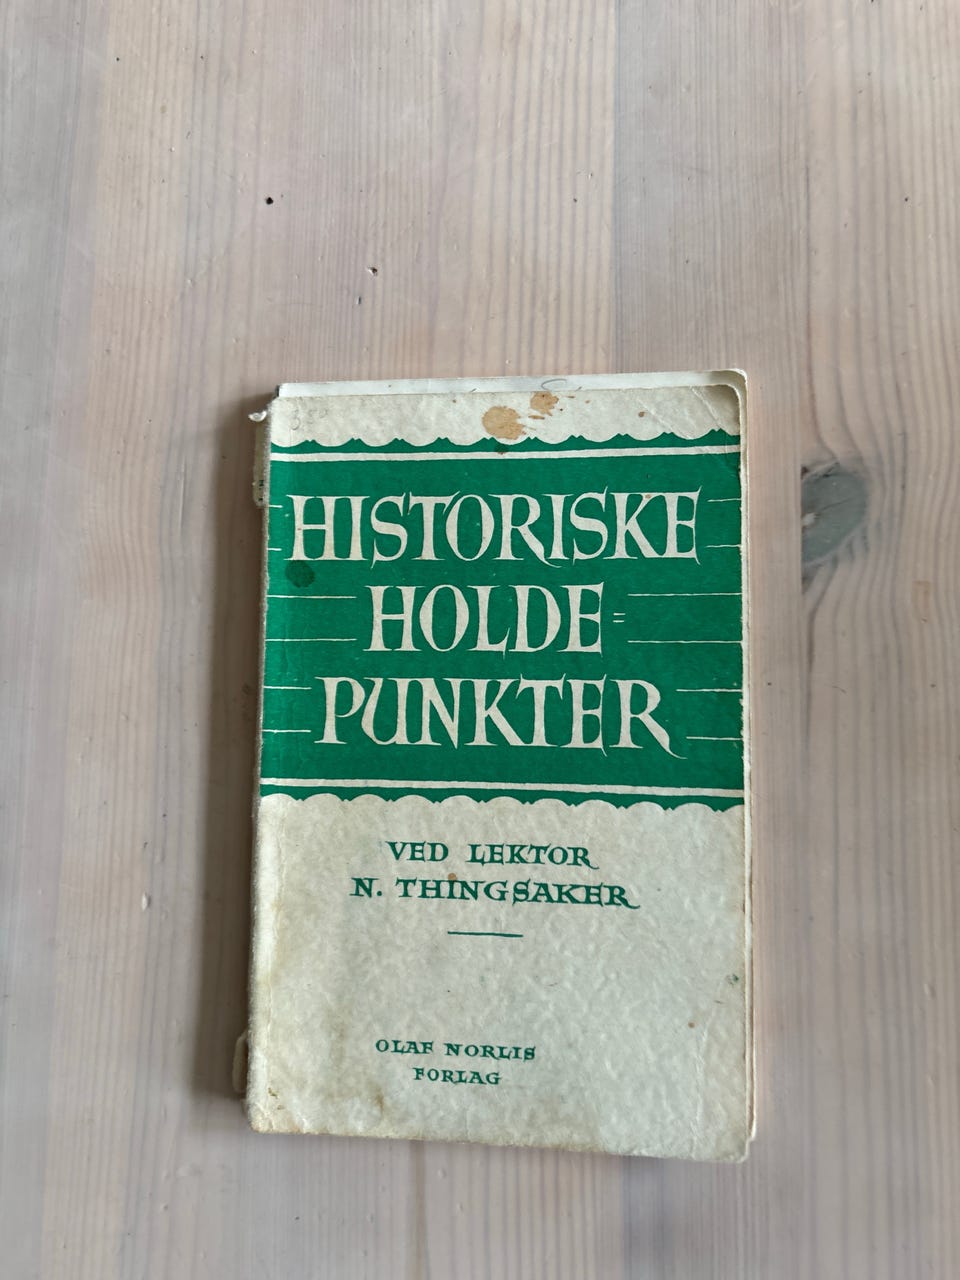 HISTORISKE
HOLDE=
PUNKTER
VED LEKTOR
N. THINGSAKER
OLAF NORLIS
FORLAG